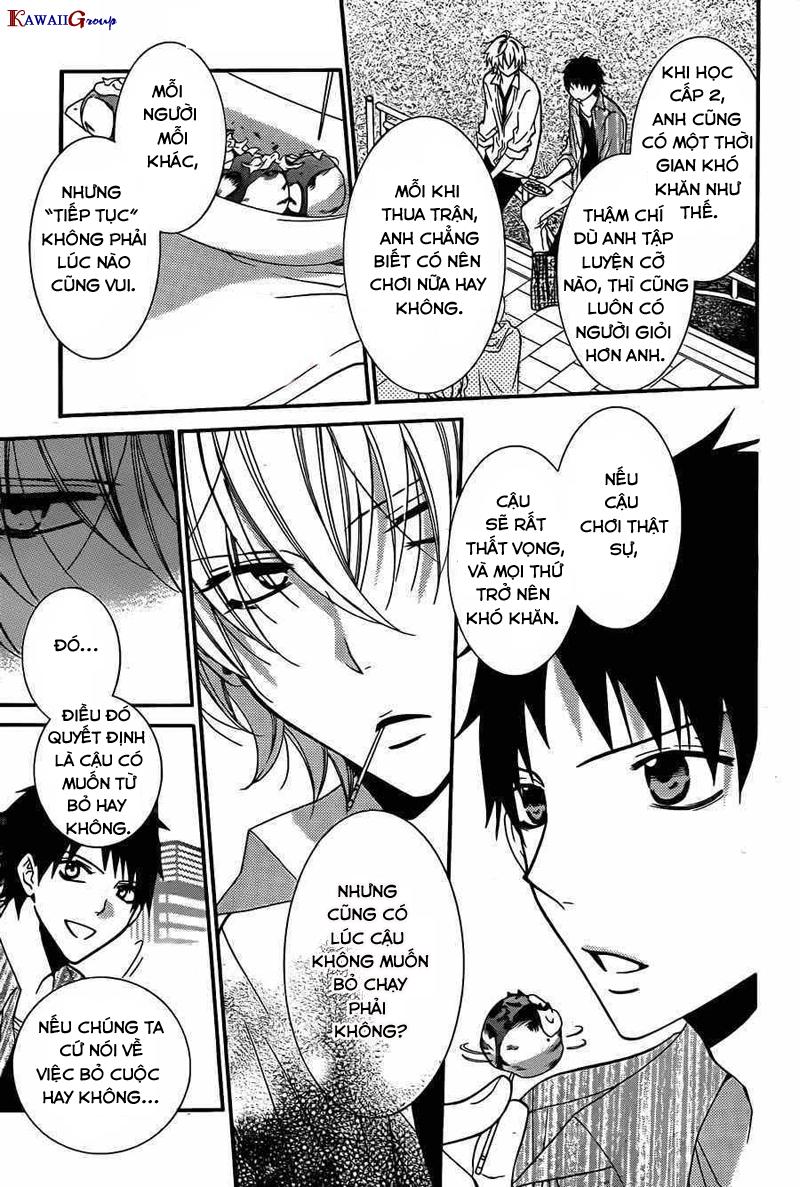 KAWAIIGroup
KHI HỌC
CẤP 2,
ANH CŨNG
CÓ MỘT THỜI
GIAN KHÓ
KHĂN NHƯ
THẾ.
THẬM CHÍ
DÙ ANH TẬP
LUYỆN CỠ
NÀO, THÌ CŨNG
LUÔN CÓ
NGƯỜI GIỎI
HƠN ANH.
MỖI KHI
THUA TRẬN,
ANH CHẲNG
BIẾT CÓ NÊN
CHƠI NỮA HAY
KHÔNG.
MỖI
NGƯỜI
MỖI
KHÁC,
NHƯNG
"TIẾP TỤC"
KHÔNG PHẢI
LÚC NÀO
CŨNG VUI.
NẾU
CẬU
CHƠI THẬT
SỰ,
CẬU
SẼ RẤT
THẤT VỌNG,
VÀ MỌI THỨ
TRỞ NÊN
KHÓ KHĂN.
NHƯNG
CŨNG CÓ
LÚC CẬU
KHÔNG MUỐN
BỎ CHẠY
PHẢI
KHÔNG?
ĐÓ...
ĐIỀU ĐÓ
QUYẾT ĐỊNH
LÀ CẬU CÓ
MUỐN TỪ
BỎ HAY
KHÔNG.
NẾU CHÚNG TA
CỨ NÓI VỀ
VIỆC BỎ CUỘC
HAY KHÔNG...